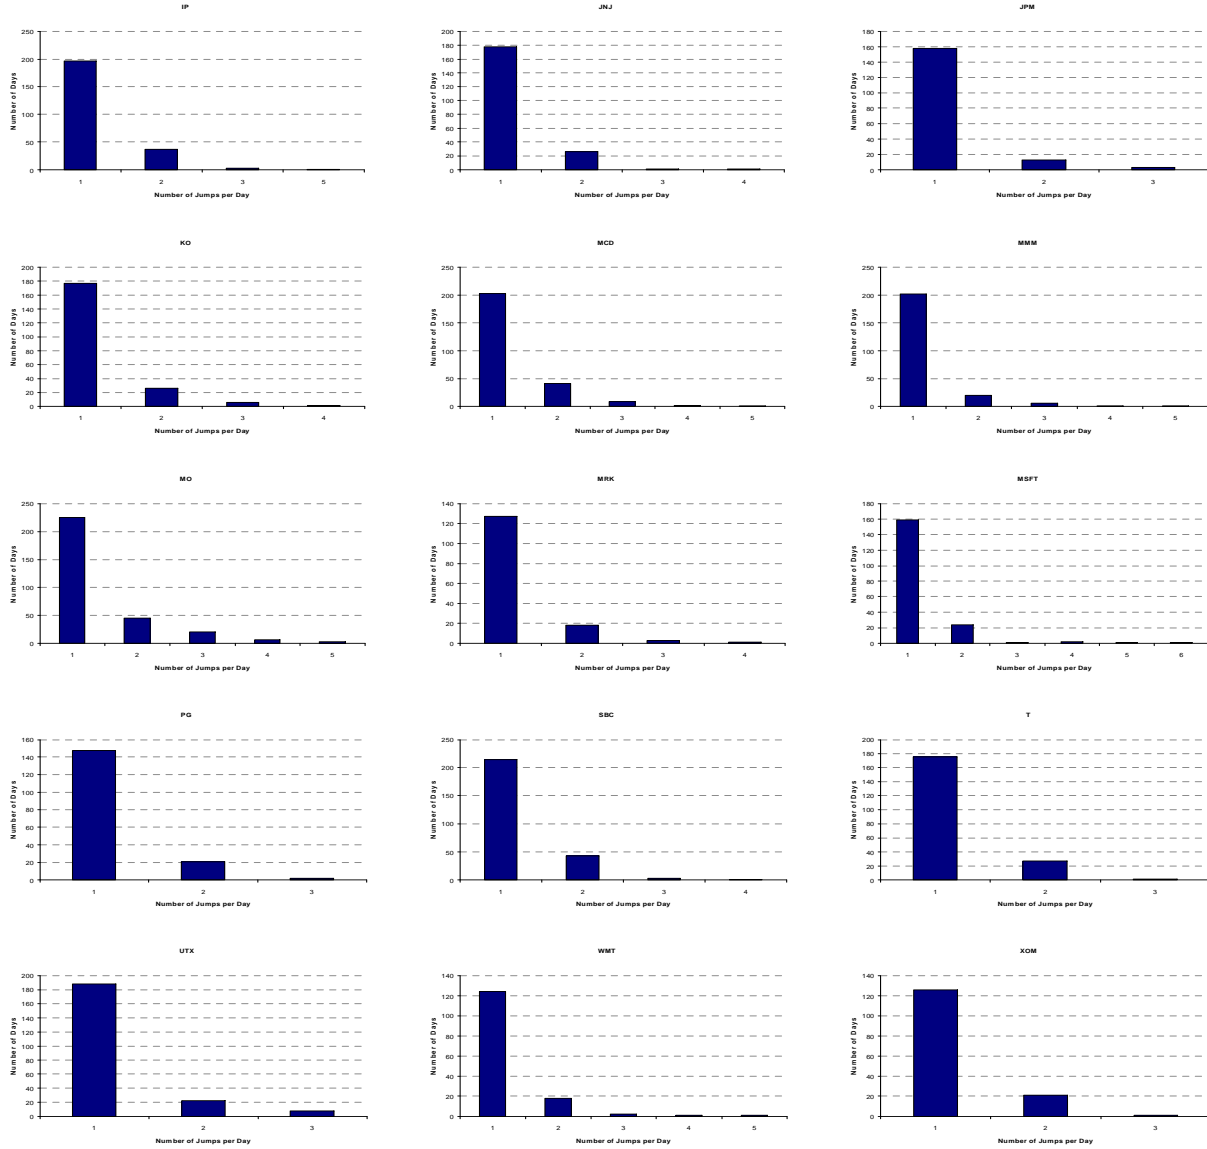 IP
250
200
150
100
50
0
Number of Days
1 2 3 5
Number of Jumps per Day
JNJ
200
180
160
140
120
100
80
60
40
20
0
Number of Days
1 2 3 4
Number of Jumps per Day
JPM
180
160
140
120
100
80
60
40
20
0
Number of Days
1 2 3
Number of Jumps per Day
KO
200
180
160
140
120
100
80
60
40
20
0
Number of Days
1 2 3 4
Number of Jumps per Day
MCD
250
200
150
100
50
0
Number of Days
1 2 3 4 5
Number of Jumps per Day
MMM
250
200
150
100
50
0
Number of Days
1 2 3 4 5
Number of Jumps per Day
MO
250
200
150
100
50
0
Number of Days
1 2 3 4 5
Number of Jumps per Day
MRK
140
120
100
80
60
40
20
0
Number of Days
1 2 3 4
Number of Jumps per Day
MSFT
180
160
140
120
100
80
60
40
20
0
Number of Days
1 2 3 4 5 6
Number of Jumps per Day
PG
160
140
120
100
80
60
40
20
0
Number of Days
1 2 3
Number of Jumps per Day
SBC
250
200
150
100
50
0
Number of Days
1 2 3 4
Number of Jumps per Day
T
200
180
160
140
120
100
80
60
40
20
0
Number of Days
1 2 3
Number of Jumps per Day
UTX
200
180
160
140
120
100
80
60
40
20
0
Number of Days
1 2 3
Number of Jumps per Day
WMT
140
120
100
80
60
40
20
0
Number of Days
1 2 3 4 5
Number of Jumps per Day
XOM
140
120
100
80
60
40
20
0
Number of Days
1 2 3
Number of Jumps per Day